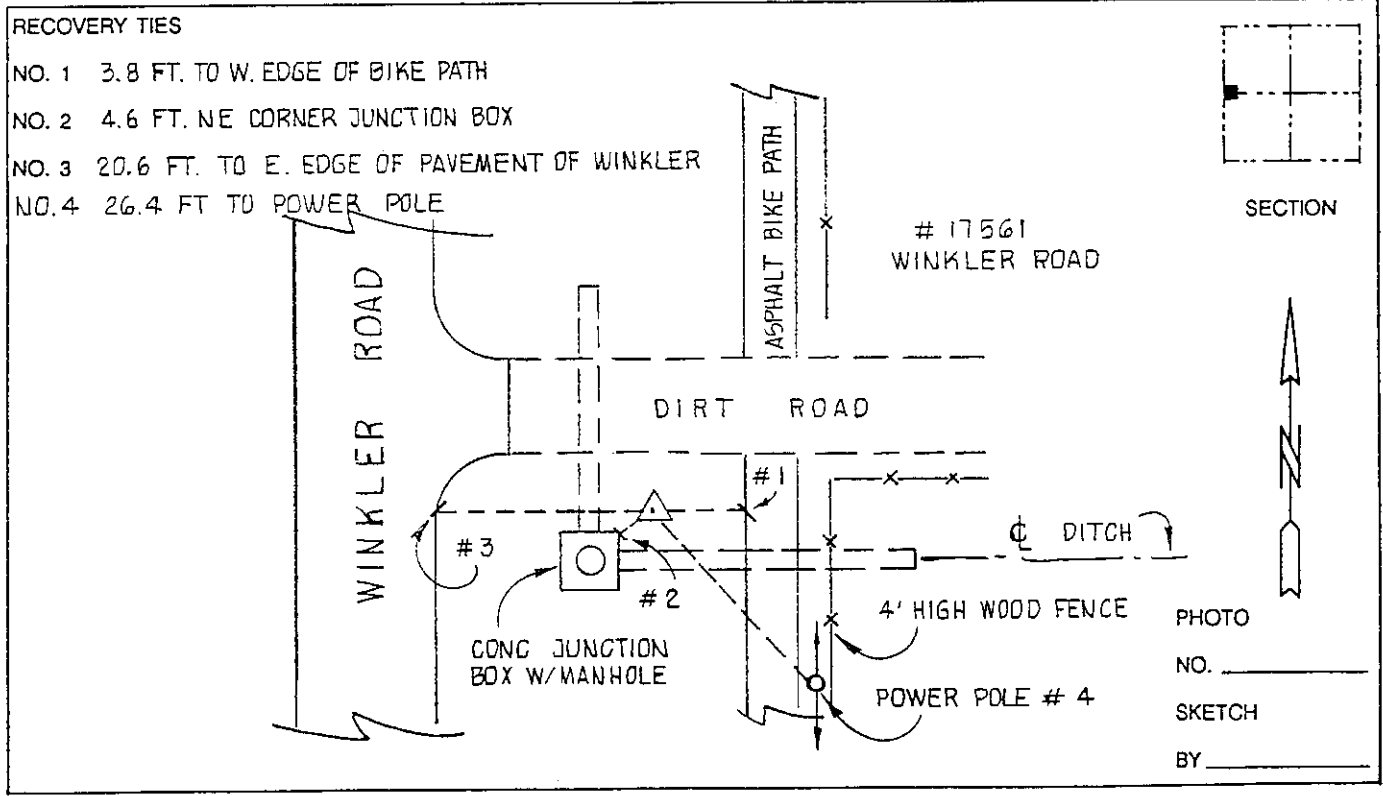 RECOVERY TIES
NO. 1 3.8 FT. TO W. EDGE OF BIKE PATH
NO. 2 4.6 FT. NE CORNER JUNCTION BOX
NO. 3 20.6 FT. TO E. EDGE OF PAVEMENT OF WINKLER
NO. 4 26.4 FT TO POWER POLE
SECTION
ASPHALT BIKE PATH
# 17561
WINKLER ROAD
WINKLER ROAD
DIRT ROAD
N
#1
#3
#2
℄ DITCH
4' HIGH WOOD FENCE
CONC JUNCTION
BOX W/MANHOLE
POWER POLE # 4
PHOTO
NO.
SKETCH
BY